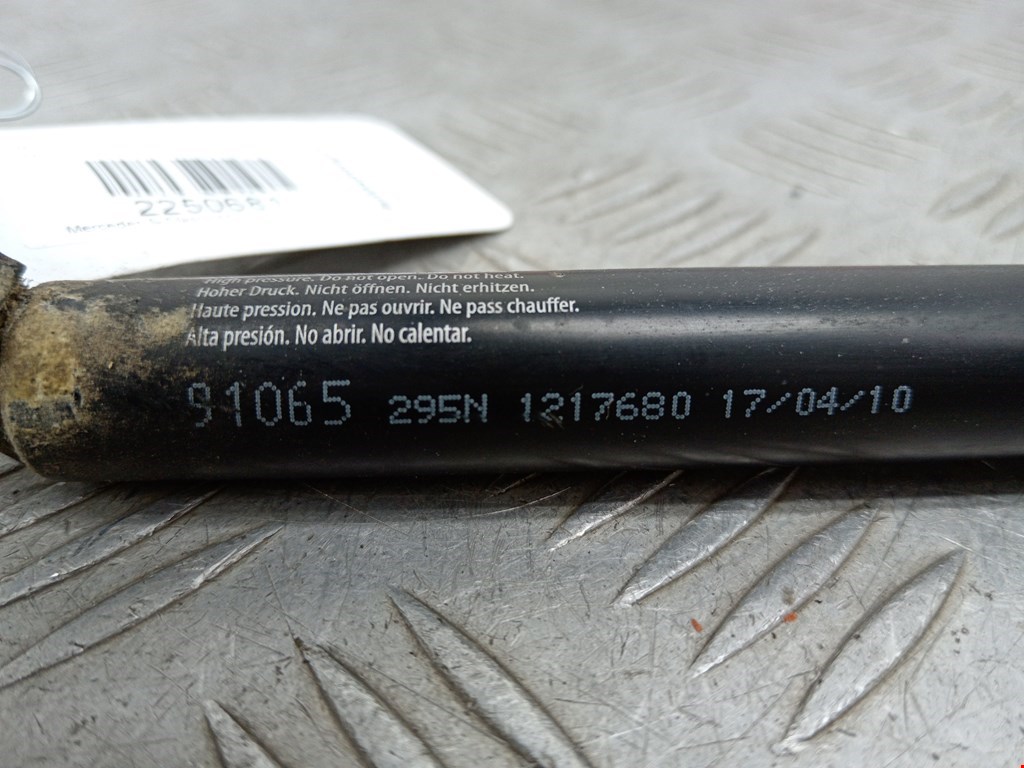 2250581
High pressure. Do not open. Do not heat.
Hoher Druck. Nicht öffnen. Nicht erhitzen.
Haute pression. Ne pas ouvrir. Ne pass chauffer.
Alta presión. No abrir. No calentar.
91065 295N 1217680 17/04/10